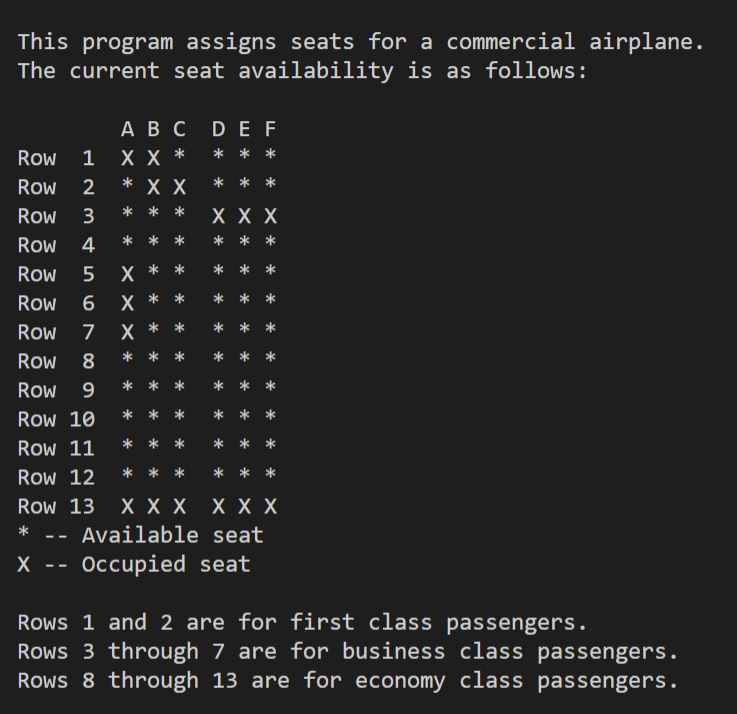 This program assigns seats for a commercial airplane.
The current seat availability is as follows:
        A B C  D E F
Row  1  X X *  * * *
Row  2  * X X  * * *
Row  3  * * *  X X X
Row  4  * * *  * * *
Row  5  X * *  * * *
Row  6  X * *  * * *
Row  7  X * *  * * *
Row  8  * * *  * * *
Row  9  * * *  * * *
Row 10  * * *  * * *
Row 11  * * *  * * *
Row 12  * * *  * * *
Row 13  X X X  X X X
* -- Available seat
X -- Occupied seat
Rows 1 and 2 are for first class passengers.
Rows 3 through 7 are for business class passengers.
Rows 8 through 13 are for economy class passengers.